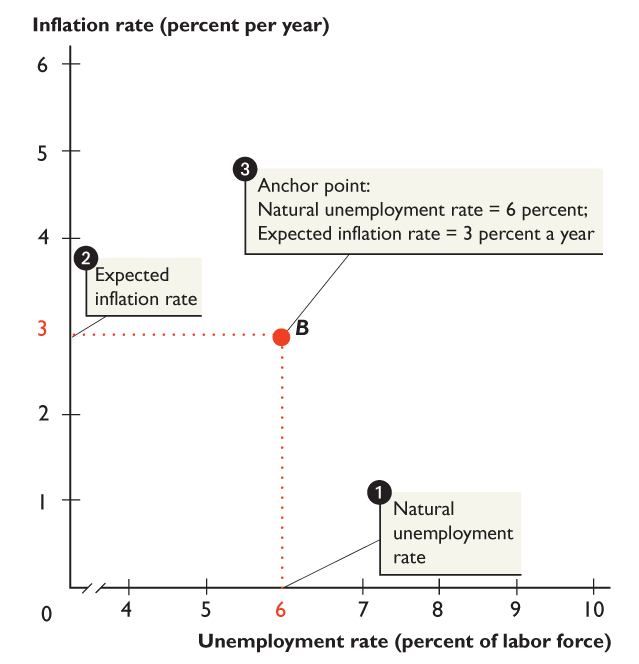 Inflation rate (percent per year)
6
5
3
Anchor point:
Natural unemployment rate = 6 percent;
Expected inflation rate = 3 percent a year
4
2
Expected
inflation rate
3
B
2
1
1
Natural
unemployment
rate
0
4 5 6 7 8 9 10
Unemployment rate (percent of labor force)